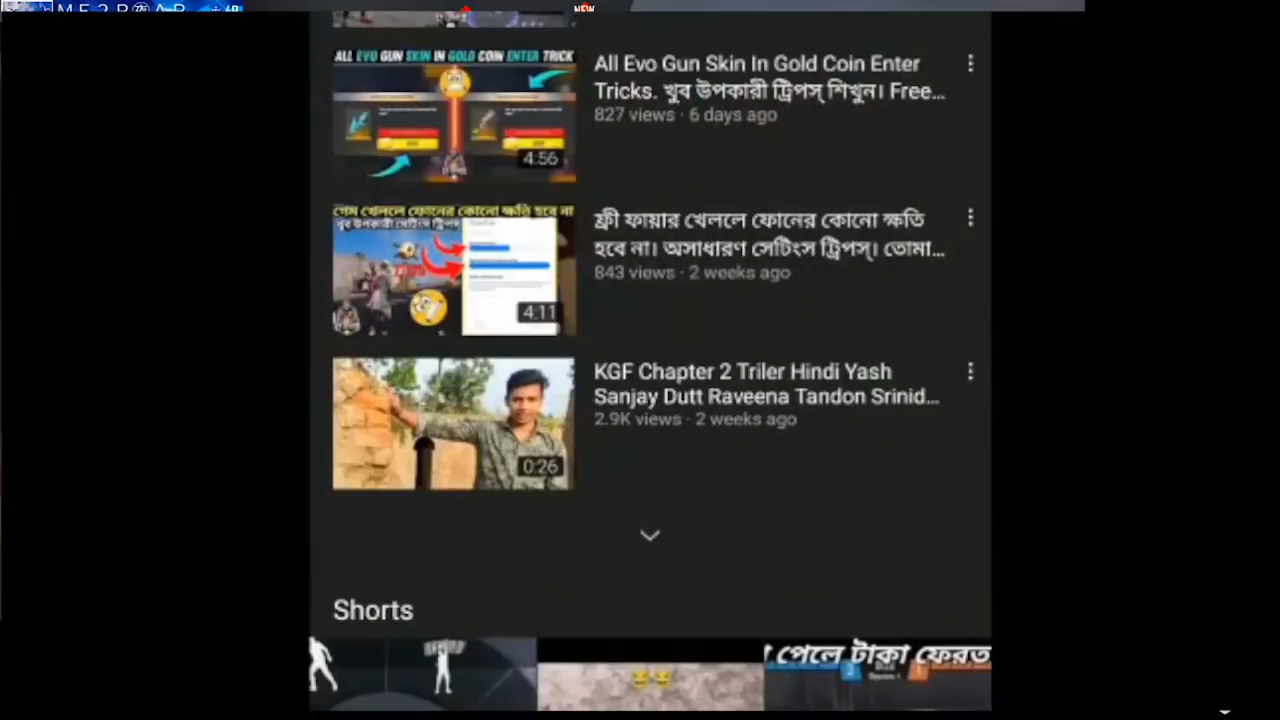 NEW
ALL EVO GUN SKIN IN GOLD COIN ENTER TRICK
4:56
All Evo Gun Skin In Gold Coin Enter
Tricks. খুব উপকারী ট্রিপস্ শিখুন। Free...
827 views · 6 days ago
গেম খেললে ফোনের কোনো ক্ষতি হবে না
খুব উপকারী সেটিংস ট্রিপস্
4:11
ফ্রী ফায়ার খেললে ফোনের কোনো ক্ষতি
হবে না। অসাধারণ সেটিংস ট্রিপস্। তোমা...
843 views · 2 weeks ago
0:26
KGF Chapter 2 Triler Hindi Yash
Sanjay Dutt Raveena Tandon Srinid...
2.9K views · 2 weeks ago
Shorts
পেলে টাকা ফেরত